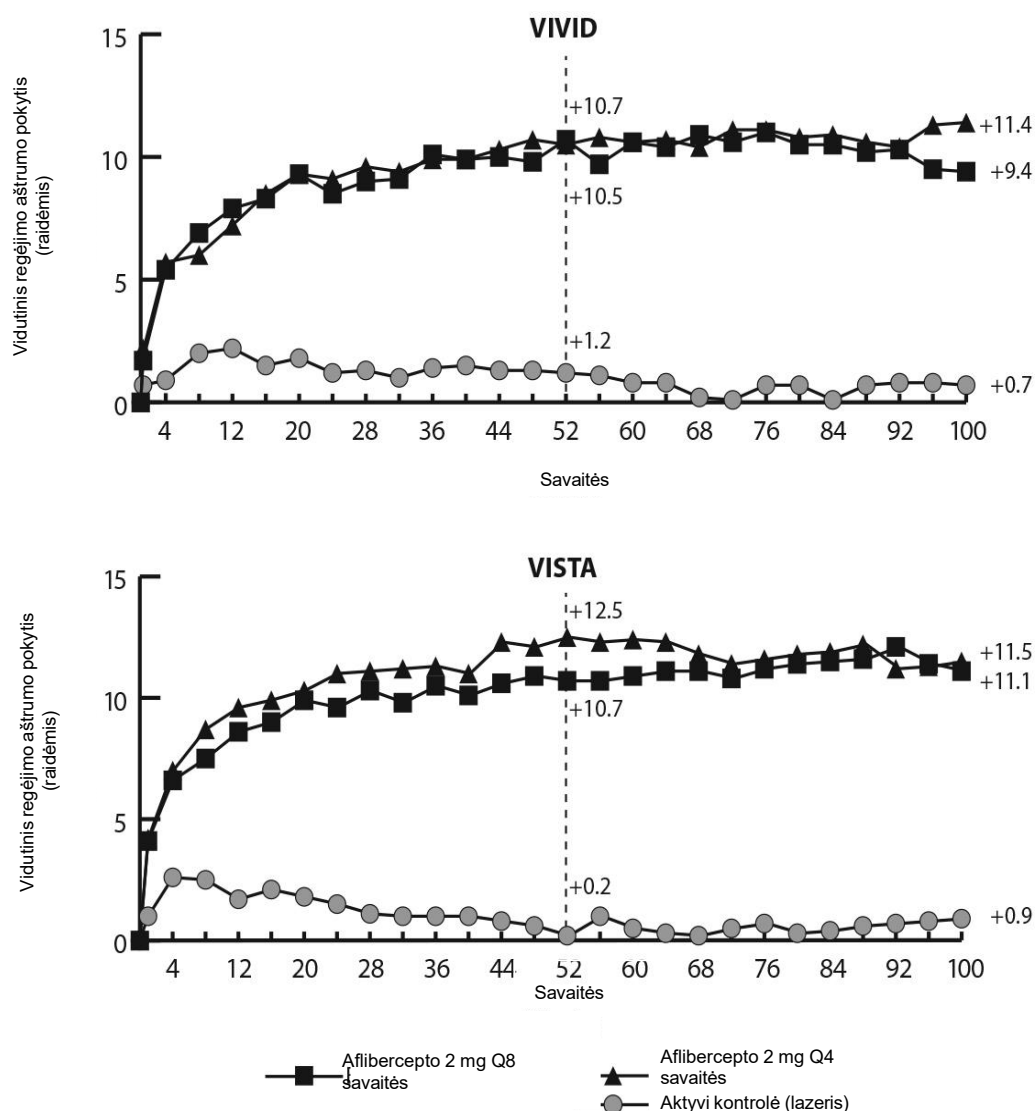 VIVID
Vidutinis regėjimo aštrumo pokytis
(raidėmis)
15
10
5
0
+10.7
+10.5
+1.2
+11.4
+9.4
+0.7
4 12 20 28 36 44 52 60 68 76 84 92 100
Savaitės
VISTA
Vidutinis regėjimo aštrumo pokytis
(raidėmis)
15
10
5
0
+12.5
+10.7
+0.2
+11.5
+11.1
+0.9
4 12 20 28 36 44 52 60 68 76 84 92 100
Savaitės
Aflibercepto 2 mg Q8
savaitės
Aflibercepto 2 mg Q4
savaitės
Aktyvi kontrolė (lazeris)